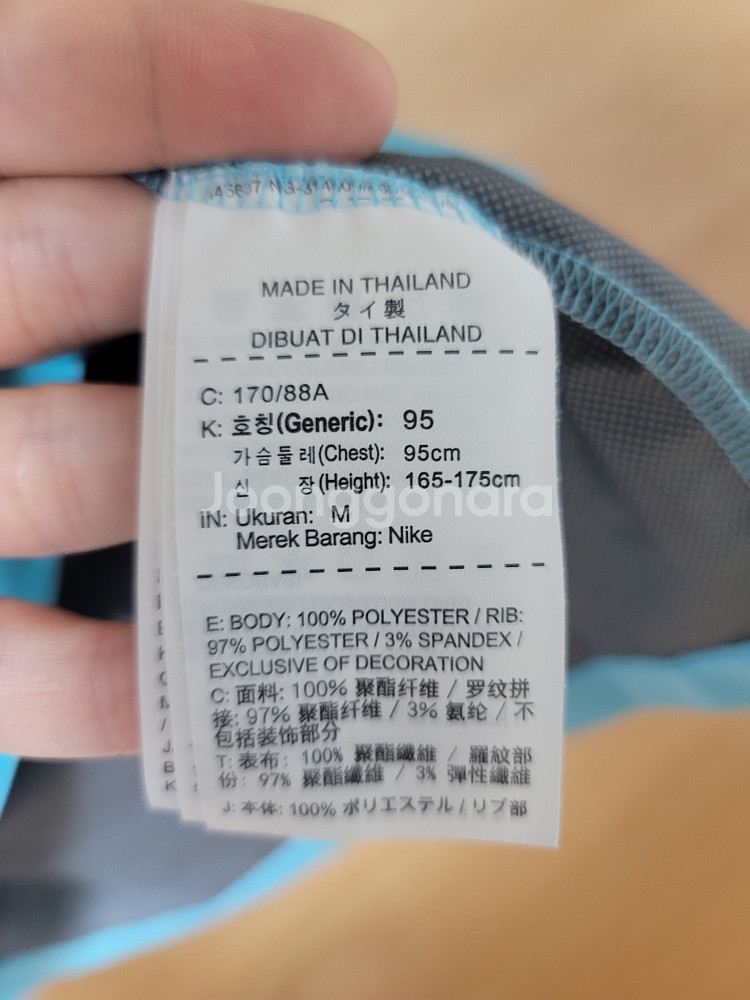 MADE IN THAILAND
タイ製
DIBUAT DI THAILAND
C: 170/88A
K: 호칭(Generic): 95
가슴둘레(Chest): 95cm
신 장(Height): 165-175cm
Joonggonara
IN: Ukuran: M
Merek Barang: Nike
E: BODY: 100% POLYESTER / RIB:
97% POLYESTER / 3% SPANDEX /
EXCLUSIVE OF DECORATION
C: 面料: 100% 聚酯纤维 / 罗纹拼
接: 97% 聚酯纤维 / 3% 氨纶 / 不
包括装饰部分
T: 表布: 100% 聚酯纖維 / 羅紋部
份: 97% 聚酯纖維 / 3% 彈性纖維
J: 本体: 100% ポリエステル / リブ部